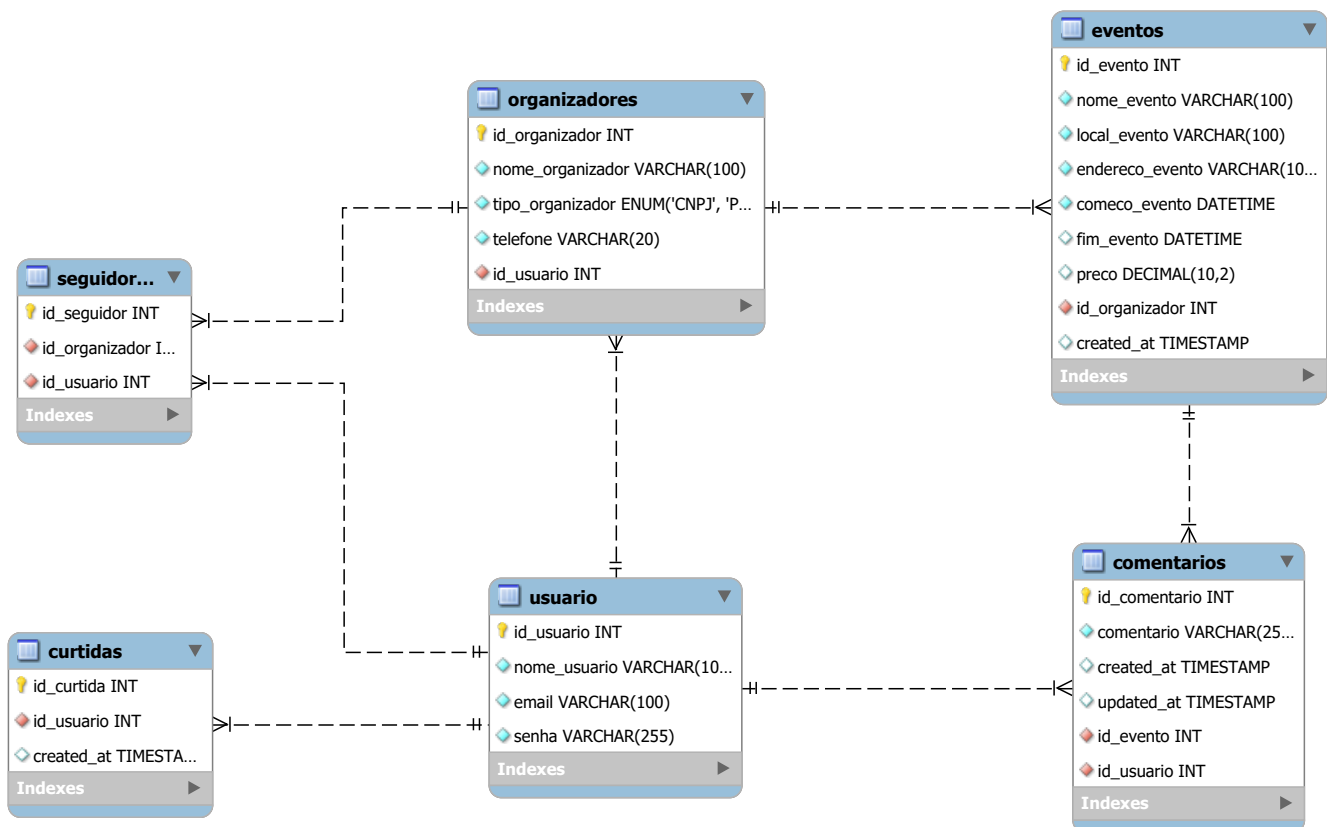 eventos
id_evento INT
nome_evento VARCHAR(100)
local_evento VARCHAR(100)
endereco_evento VARCHAR(10...
comeco_evento DATETIME
fim_evento DATETIME
preco DECIMAL(10,2)
id_organizador INT
created_at TIMESTAMP
Indexes
organizadores
id_organizador INT
nome_organizador VARCHAR(100)
tipo_organizador ENUM('CNPJ', 'P...
telefone VARCHAR(20)
id_usuario INT
Indexes
seguidor...
id_seguidor INT
id_organizador I...
id_usuario INT
Indexes
usuario
id_usuario INT
nome_usuario VARCHAR(10...
email VARCHAR(100)
senha VARCHAR(255)
Indexes
curtidas
id_curtida INT
id_usuario INT
created_at TIMESTA...
Indexes
comentarios
id_comentario INT
comentario VARCHAR(25...
created_at TIMESTAMP
updated_at TIMESTAMP
id_evento INT
id_usuario INT
Indexes